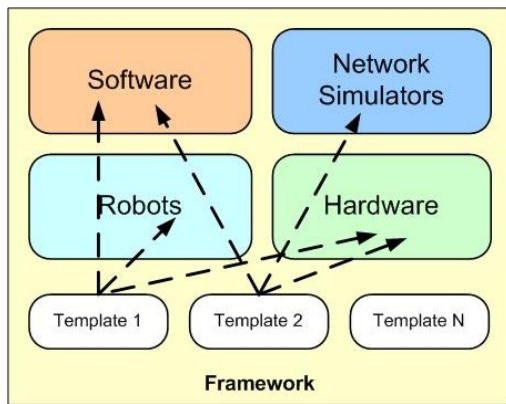 Software
Network
Simulators
Robots
Hardware
Template 1
Template 2
Template N
Framework